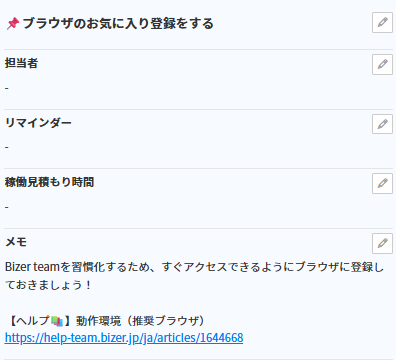 📌ブラウザのお気に入り登録をする
担当者
-
リマインダー
-
稼働見積もり時間
-
メモ
Bizer teamを習慣化するため、すぐアクセスできるようにブラウザに登録し
ておきましょう！
【ヘルプ📚】動作環境（推奨ブラウザ）
https://help-team.bizer.jp/ja/articles/1644668